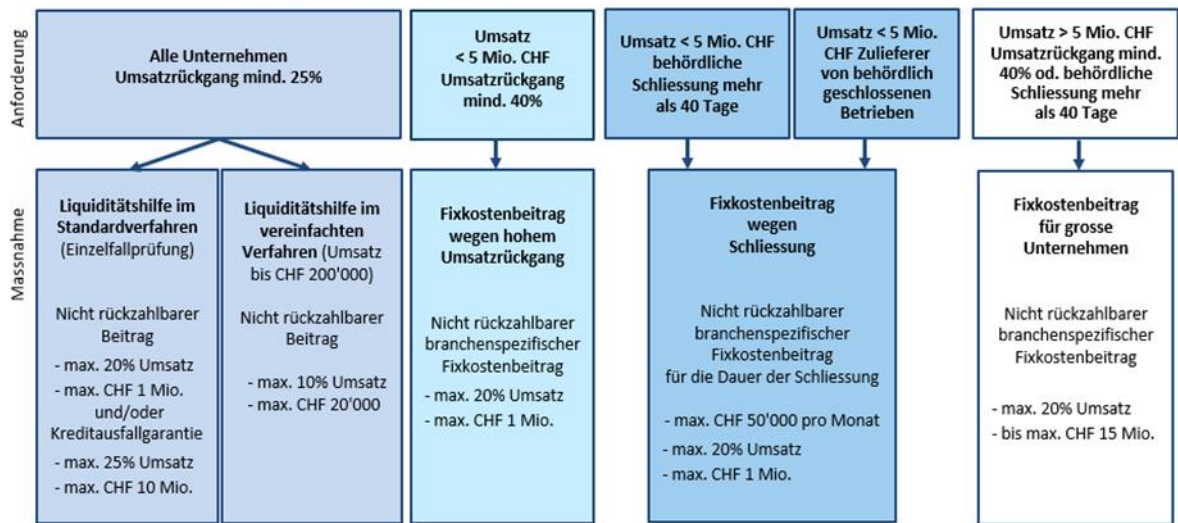 Anforderung
Alle Unternehmen
Umsatzrückgang mind. 25%
Umsatz
< 5 Mio. CHF
Umsatzrückgang
mind. 40%
Umsatz < 5 Mio. CHF
behördliche
Schliessung mehr
als 40 Tage
Umsatz < 5 Mio.
CHF Zulieferer
von behördlich
geschlossenen
Betrieben
Umsatz > 5 Mio. CHF
Umsatzrückgang mind.
40% od. behördliche
Schliessung mehr
als 40 Tage
Massnahme
Liquiditätshilfe im
Standardverfahren
(Einzelfallprüfung)
Nicht rückzahlbarer
Beitrag
- max. 20% Umsatz
- max. CHF 1 Mio.
und/oder
Kreditausfallgarantie
- max. 25% Umsatz
- max. CHF 10 Mio.
Liquiditätshilfe im
vereinfachten
Verfahren (Umsatz
bis CHF 200'000)
Nicht rückzahlbarer
Beitrag
- max. 10% Umsatz
- max. CHF 20'000
Fixkostenbeitrag
wegen hohem
Umsatzrückgang
Nicht rückzahlbarer
branchenspezifischer
Fixkostenbeitrag
- max. 20% Umsatz
- max. CHF 1 Mio.
Fixkostenbeitrag
wegen
Schliessung
Nicht rückzahlbarer
branchenspezifischer
Fixkostenbeitrag
für die Dauer der Schliessung
- max. CHF 50'000 pro Monat
- max. 20% Umsatz
- max. CHF 1 Mio.
Fixkostenbeitrag
für grosse
Unternehmen
Nicht rückzahlbarer
branchenspezifischer
Fixkostenbeitrag
- max. 20% Umsatz
- bis max. CHF 15 Mio.